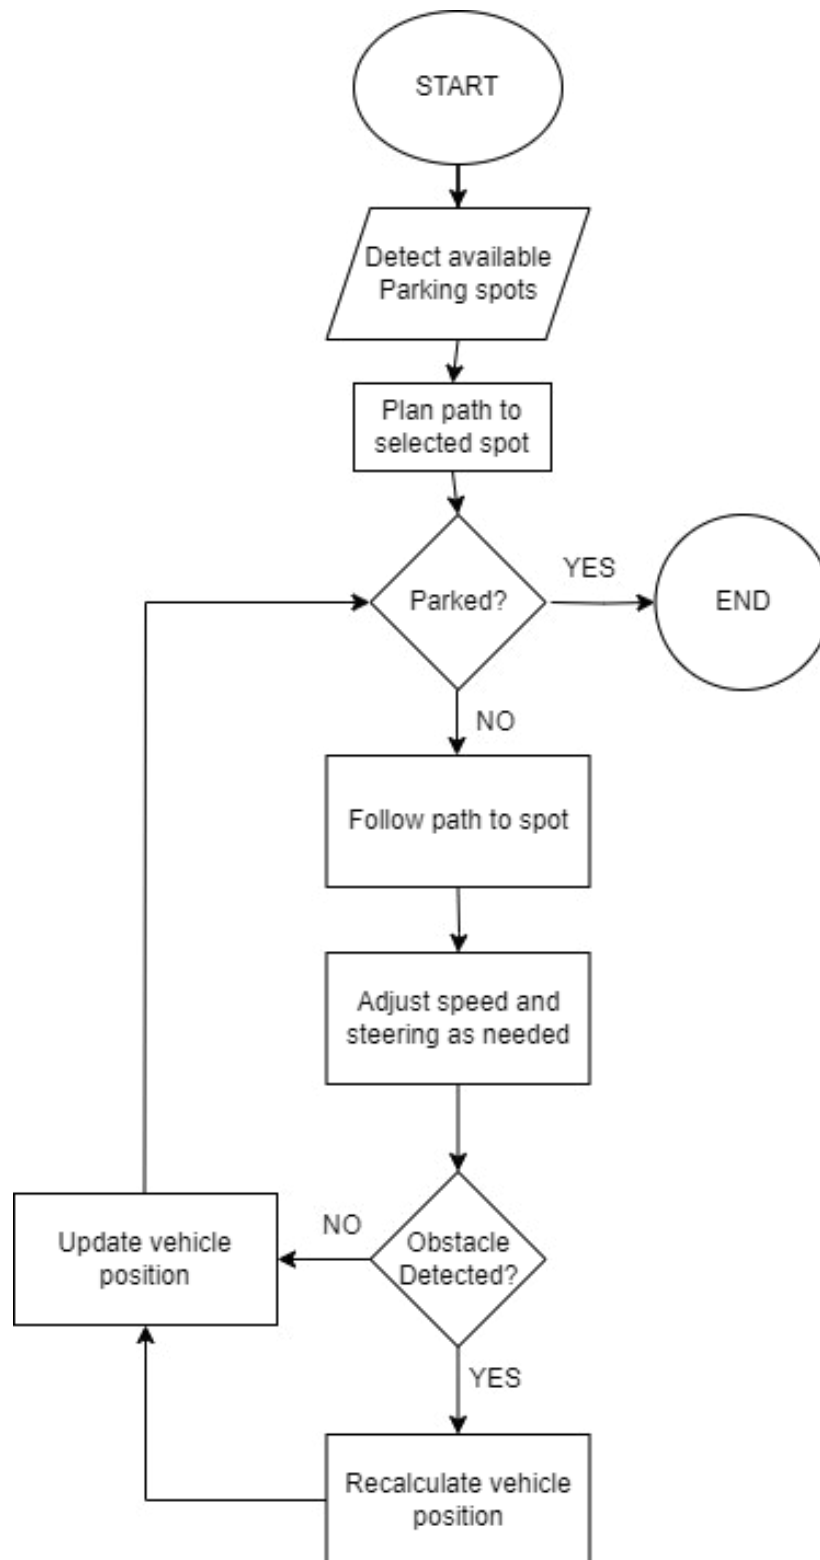 START
Detect available
Parking spots
Plan path to
selected spot
Parked?
YES
END
NO
Follow path to spot
Adjust speed and
steering as needed
Obstacle
Detected?
NO
Update vehicle
position
YES
Recalculate vehicle
position